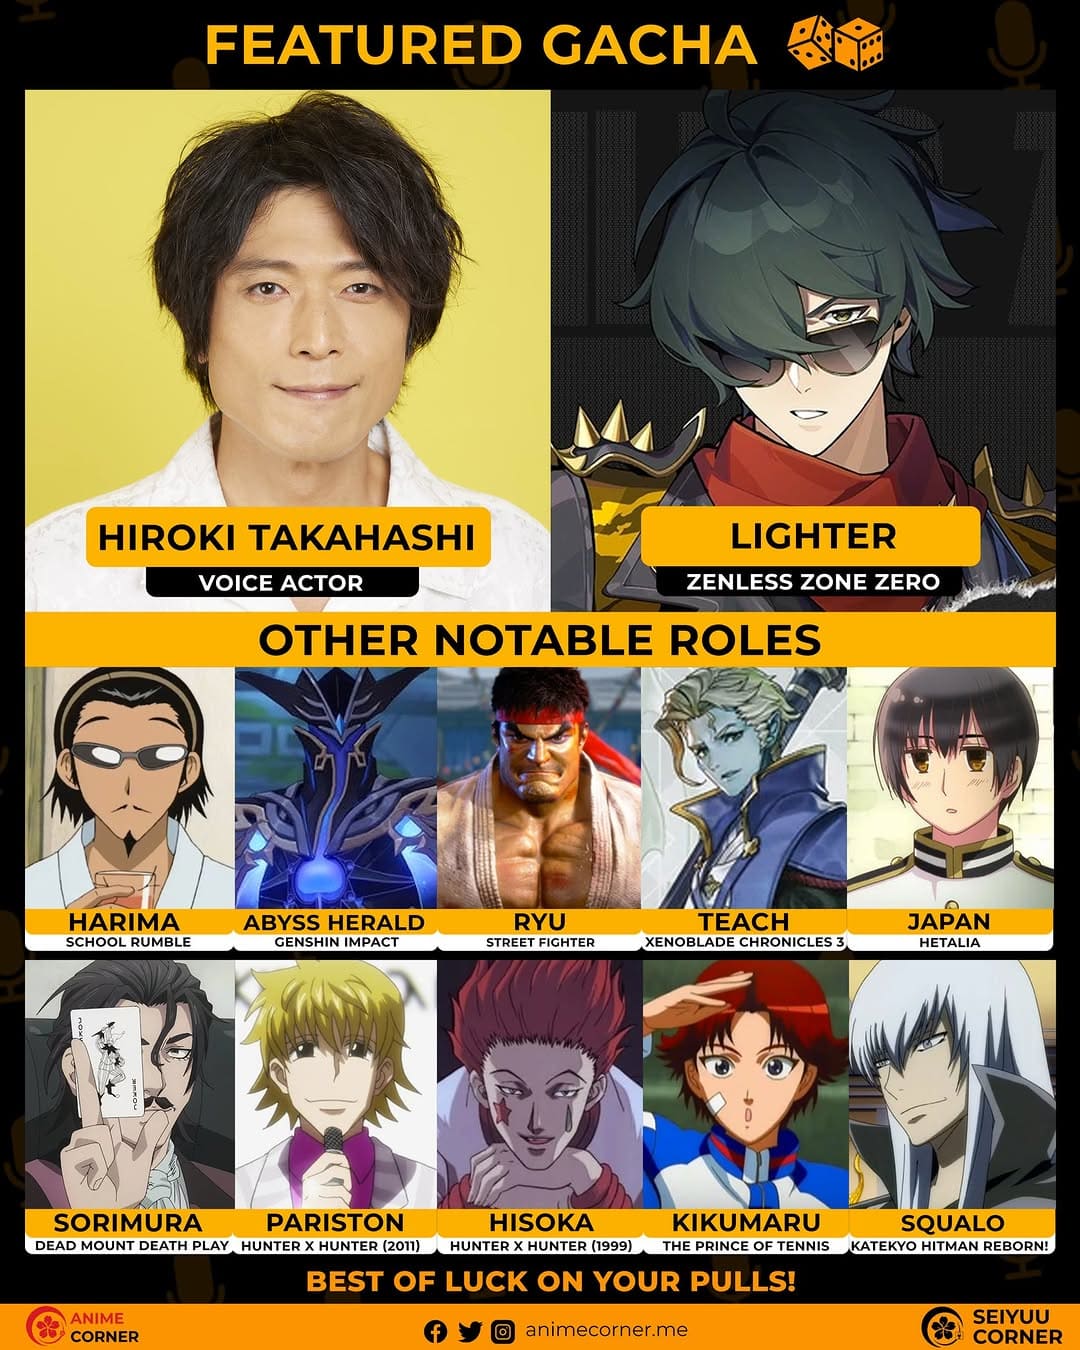 FEATURED GACHA
HIROKI TAKAHASHI
VOICE ACTOR
LIGHTER
ZENLESS ZONE ZERO
OTHER NOTABLE ROLES
HARIMA
SCHOOL RUMBLE
ABYSS HERALD
GENSHIN IMPACT
RYU
STREET FIGHTER
TEACH
XENOBLADE CHRONICLES 3
JAPAN
HETALIA
JOKER
JOKER
SORIMURA
DEAD MOUNT DEATH PLAY
PARISTON
HUNTER X HUNTER (2011)
HISOKA
HUNTER X HUNTER (1999)
KIKUMARU
THE PRINCE OF TENNIS
SQUALO
KATEKYO HITMAN REBORN!
BEST OF LUCK ON YOUR PULLS!
ANIME
CORNER
animecorner.me
SEIYUU
CORNER